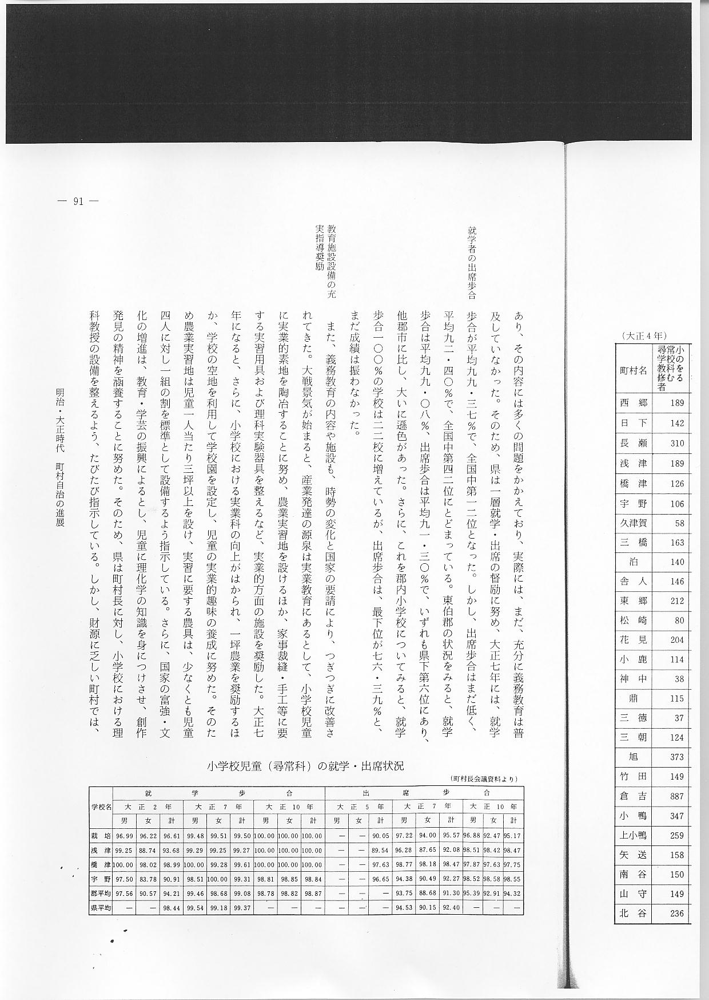 （大正４年）
町村名 尋常小学校の教科を修むる者
西郷 189
日下 142
長瀬 310
浅津 189
橋津 126
宇野 106
久津賀 58
三橋 163
泊 140
舎人 146
東郷 212
松崎 80
花見 204
小鹿 114
神中 38
鼎 115
三徳 37
三朝 124
旭 373
竹田 149
倉吉 887
小鴨 347
上小鴨 259
矢送 158
南谷 150
山守 149
北谷 236
あり、その内容には多くの問題をかかえており、実際には、まだ、充分に義務教育は普
及していなかった。そのため、県は一層就学・出席の督励に努め、大正七年には、就学
就学者の出席歩合
歩合が平均九九・三七％で、全国中第一二位となった。しかし、出席歩合はまだ低く、
平均九二・四〇％で、全国中第四二位にとどまっている。東伯郡の状況をみると、就学
歩合は平均九九・〇八％、出席歩合は平均九一・三〇％で、いずれも県下第六位にあり、
他郡市に比し、大いに遜色があった。さらに、これを郡内小学校についてみると、就学
歩合一〇〇％の学校は二二校に増えているが、出席歩合は、最下位が七六・三九％と、
まだ成績は振わなかった。
教育施設設備の充
実指導奨励
また、義務教育の内容や施設も、時勢の変化と国家の要請により、つぎつぎに改善さ
れてきた。大戦景気が始まると、産業発達の源泉は実業教育にあるとして、小学校児童
に実業的素地を陶冶することに努め、農業実習地を設けるほか、家事裁縫・手工等に要
する実習用具および理科実験器具を整えるなど、実業的方面の施設を奨励した。大正七
年になると、さらに、小学校における実業科の向上がはかられ、一坪農業を奨励するほ
か、学校の空地を利用して学校園を設定し、児童の実業的趣味の養成に努めた。そのた
め農業実習地は児童一人当たり三坪以上を設け、実習に要する農具は、少なくとも児童
四人に対し一組の割を標準として設備するよう指示している。さらに、国家の富強・文
化の増進は、教育・学芸の振興によるとし、児童に理化学の知識を身につけさせ、創作
発見の精神を涵養することに努めた。そのため、県は町村長に対し、小学校における理
科教授の設備を整えるよう、たびたび指示している。しかし、財源に乏しい町村では、
小学校児童（尋常科）の就学・出席状況
（町村長会議資料より）
学校名 就学歩合 出席歩合
大正2年 大正7年 大正10年 大正5年 大正7年 大正10年
男 女 計 男 女 計 男 女 計 男 女 計 男 女 計 男 女 計
栽培 96.99 96.22 96.61 99.48 99.51 99.50 100.00 100.00 100.00 — — 90.05 97.22 94.00 95.57 96.88 92.47 95.17
浅津 99.25 88.74 93.68 99.29 99.25 99.27 100.00 100.00 100.00 — — 89.54 96.28 87.65 92.08 98.51 98.42 98.47
橋津 100.00 98.02 98.99 100.00 99.28 99.61 100.00 100.00 100.00 — — 97.63 98.77 98.18 98.47 97.87 97.63 97.75
宇野 97.50 83.78 90.91 98.51 100.00 99.31 98.81 98.85 98.84 — — 96.65 94.38 90.49 92.27 98.52 98.58 98.55
郡平均 97.56 90.57 94.21 99.46 98.68 99.08 98.78 98.82 98.87 — — — 93.75 88.68 91.30 95.39 92.91 94.32
県平均 — — 98.44 99.54 99.18 99.37 — — — — — — 94.53 90.15 92.40 — — —
明治・大正時代　町村自治の進展
— 91 —